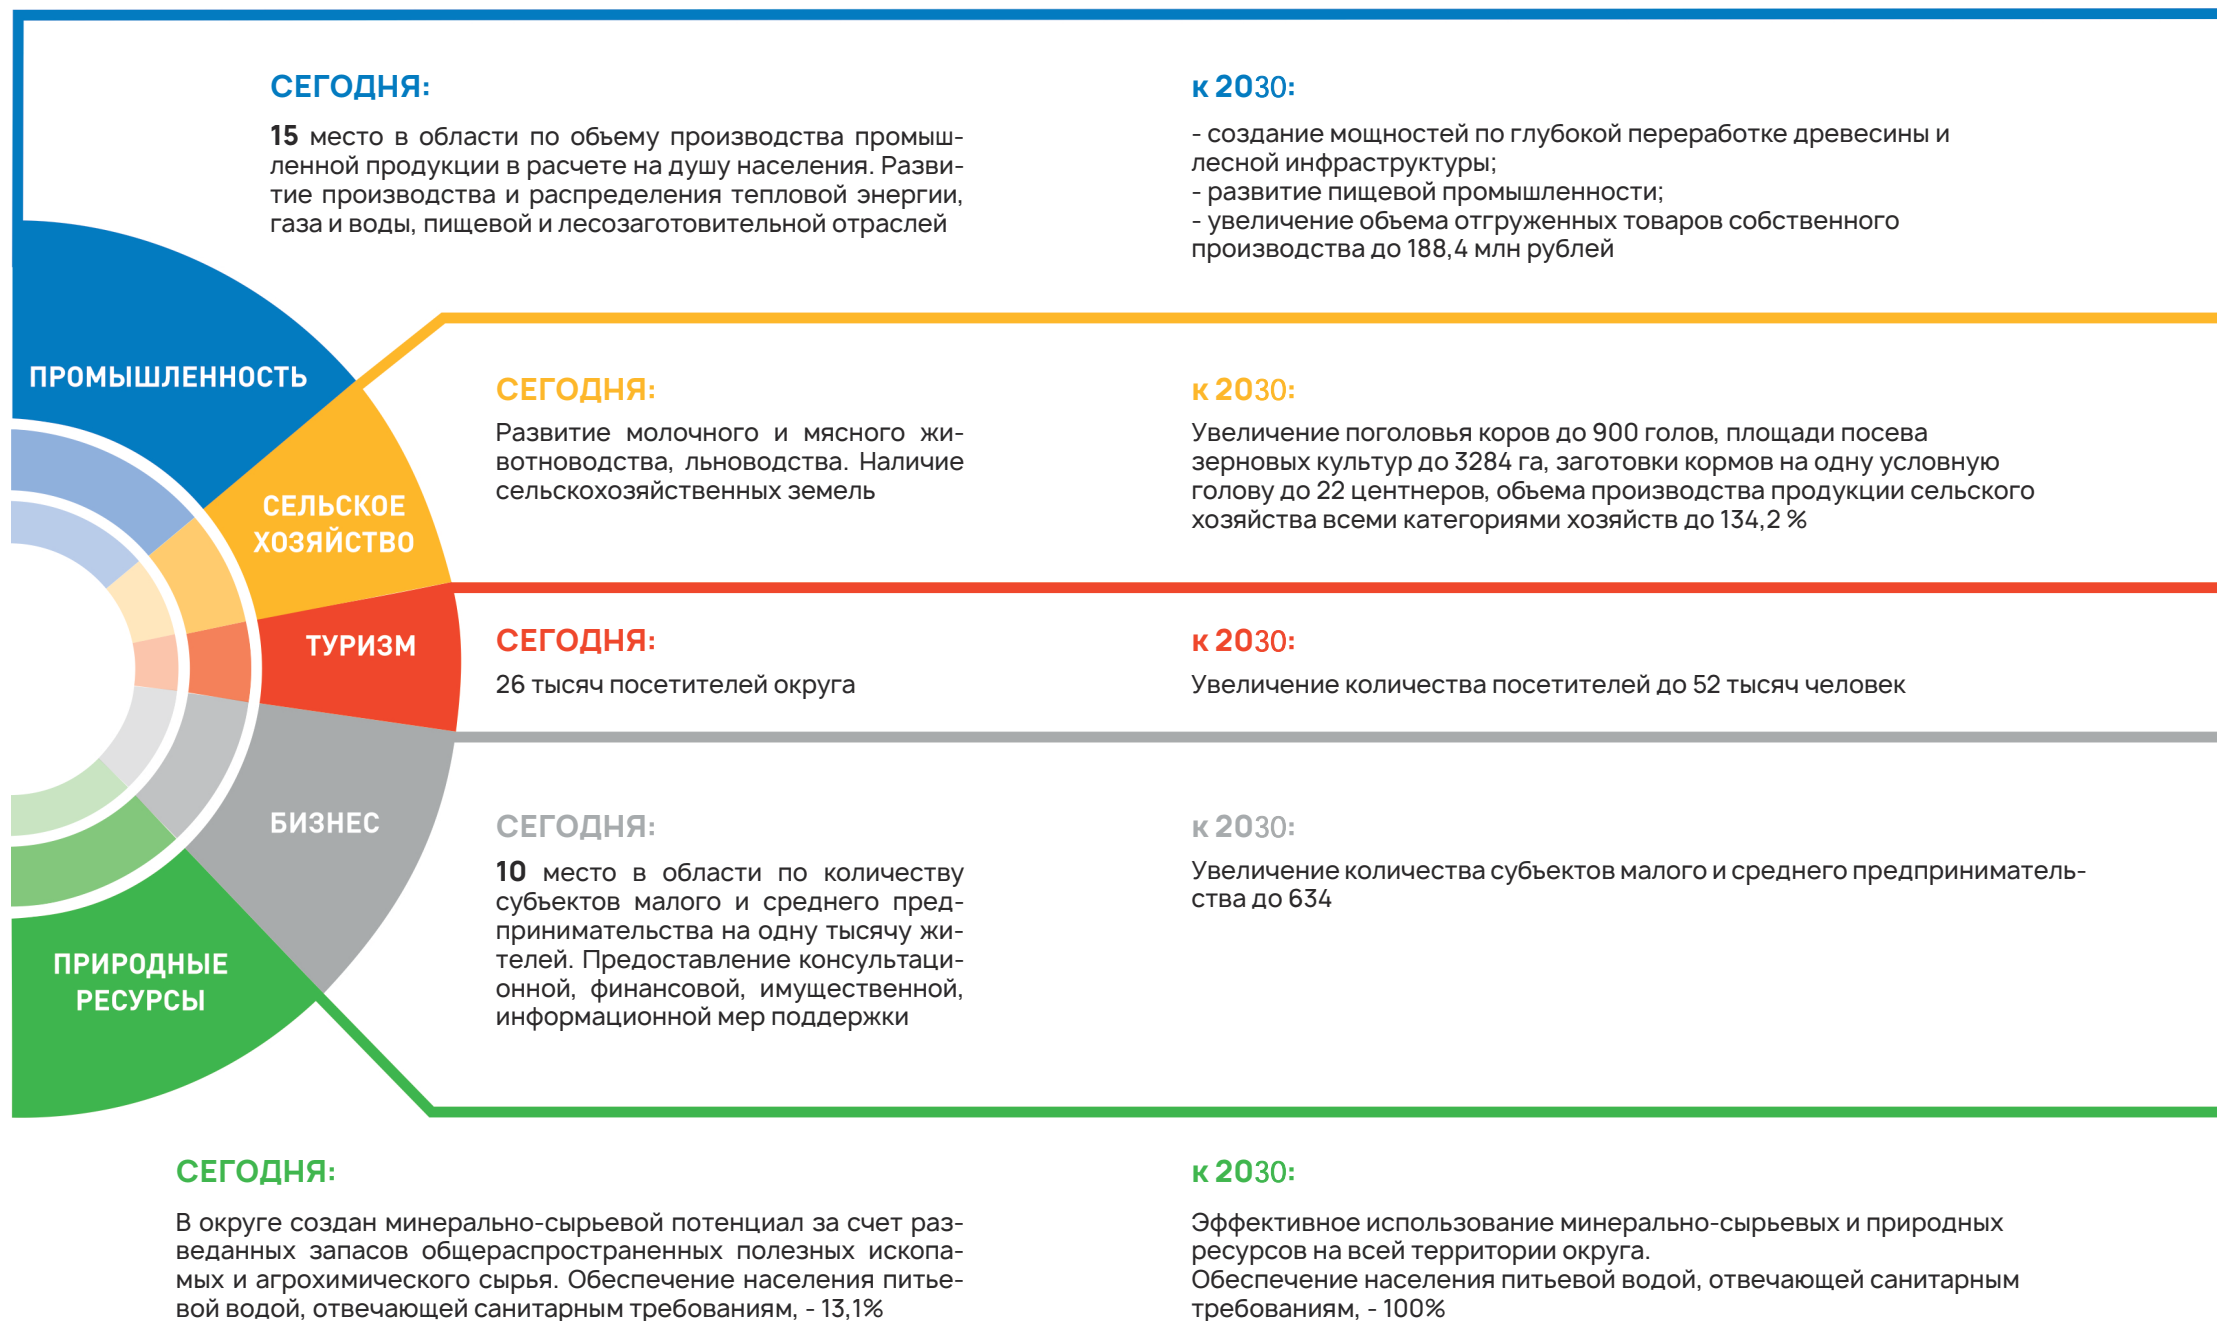 СЕГОДНЯ:
15 место в области по объему производства промыш-
ленной продукции в расчете на душу населения. Разви-
тие производства и распределения тепловой энергии,
газа и воды, пищевой и лесозаготовительной отраслей
к 2030:
- создание мощностей по глубокой переработке древесины и
лесной инфраструктуры;
- развитие пищевой промышленности;
- увеличение объема отгруженных товаров собственного
производства до 188,4 млн рублей
ПРОМЫШЛЕННОСТЬ
СЕЛЬСКОЕ
ХОЗЯЙСТВО
СЕГОДНЯ:
Развитие молочного и мясного жи-
вотноводства, льноводства. Наличие
сельскохозяйственных земель
к 2030:
Увеличение поголовья коров до 900 голов, площади посева
зерновых культур до 3284 га, заготовки кормов на одну условную
голову до 22 центнеров, объема производства продукции сельского
хозяйства всеми категориями хозяйств до 134,2 %
ТУРИЗМ
СЕГОДНЯ:
26 тысяч посетителей округа
к 2030:
Увеличение количества посетителей до 52 тысяч человек
БИЗНЕС
СЕГОДНЯ:
10 место в области по количеству
субъектов малого и среднего пред-
принимательства на одну тысячу жи-
телей. Предоставление консультаци-
онной, финансовой, имущественной,
информационной мер поддержки
к 2030:
Увеличение количества субъектов малого и среднего предприниматель-
ства до 634
ПРИРОДНЫЕ
РЕСУРСЫ
СЕГОДНЯ:
В округе создан минерально-сырьевой потенциал за счет раз-
веданных запасов общераспространенных полезных ископа-
мых и агрохимического сырья. Обеспечение населения питье-
вой водой, отвечающей санитарным требованиям, - 13,1%
к 2030:
Эффективное использование минерально-сырьевых и природных
ресурсов на всей территории округа.
Обеспечение населения питьевой водой, отвечающей санитарным
требованиям, - 100%